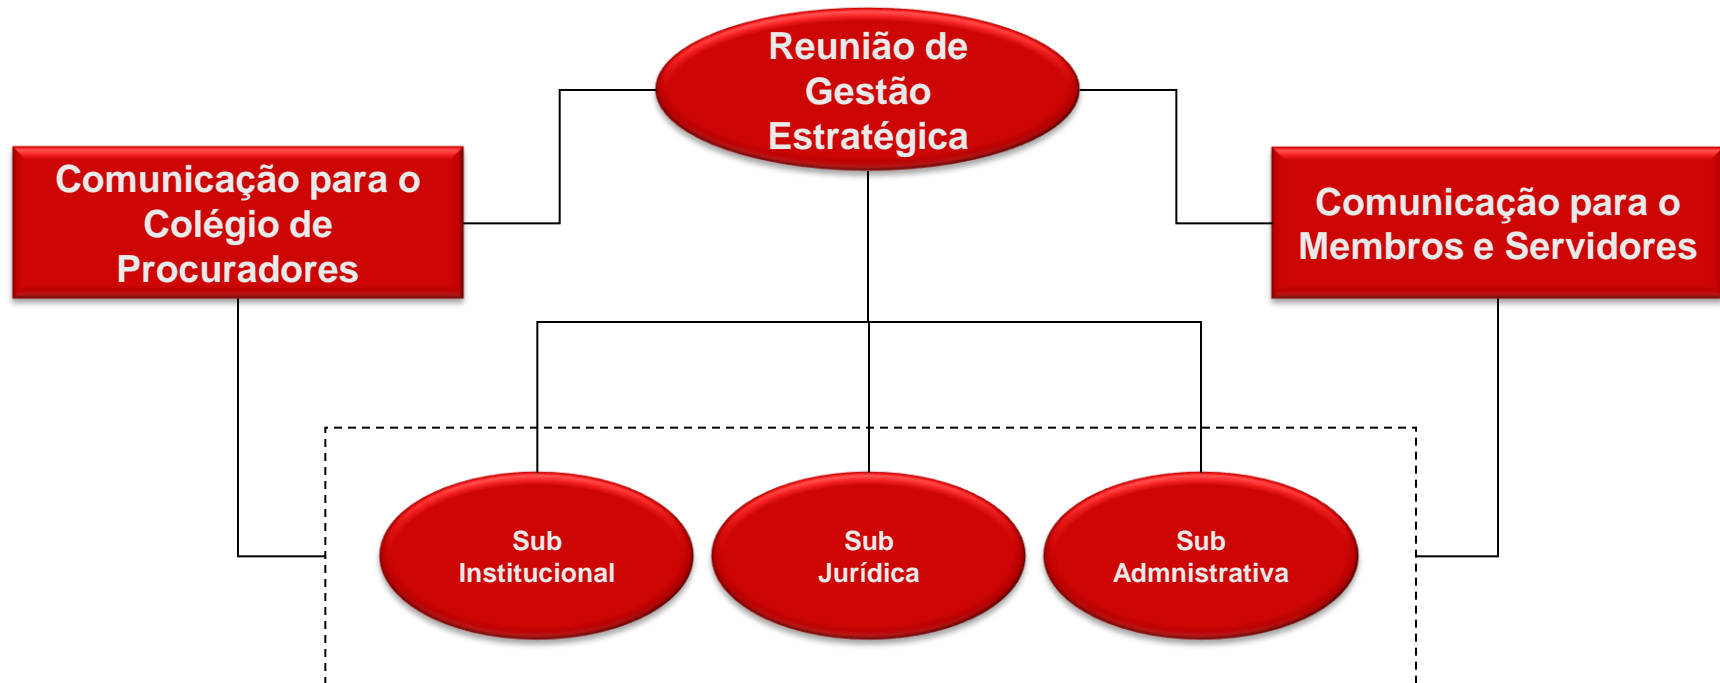 Reunião de
Gestão
Estratégica
Comunicação para o
Colégio de
Procuradores
Comunicação para o
Membros e Servidores
Sub
Institucional
Sub
Jurídica
Sub
Admnistrativa